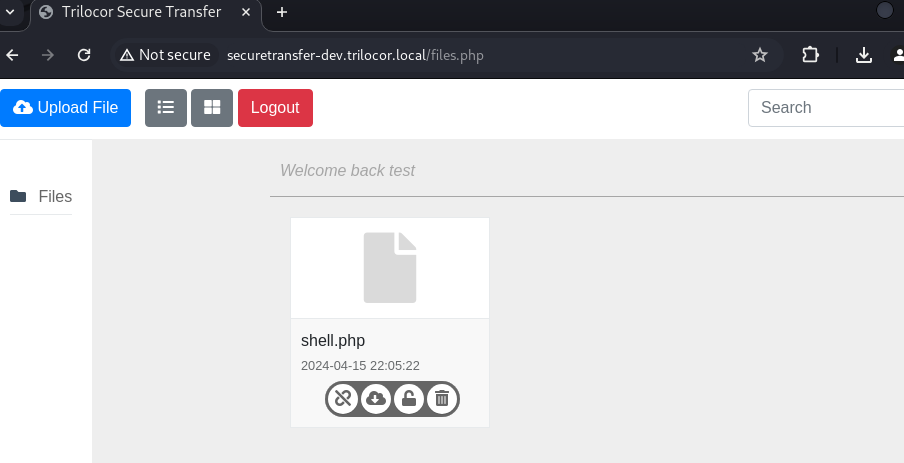 Trilocor Secure Transfer
Not secure securetransfer-dev.trilocor.local/files.php
Upload File Logout Search
Welcome back test
Files
shell.php
2024-04-15 22:05:22